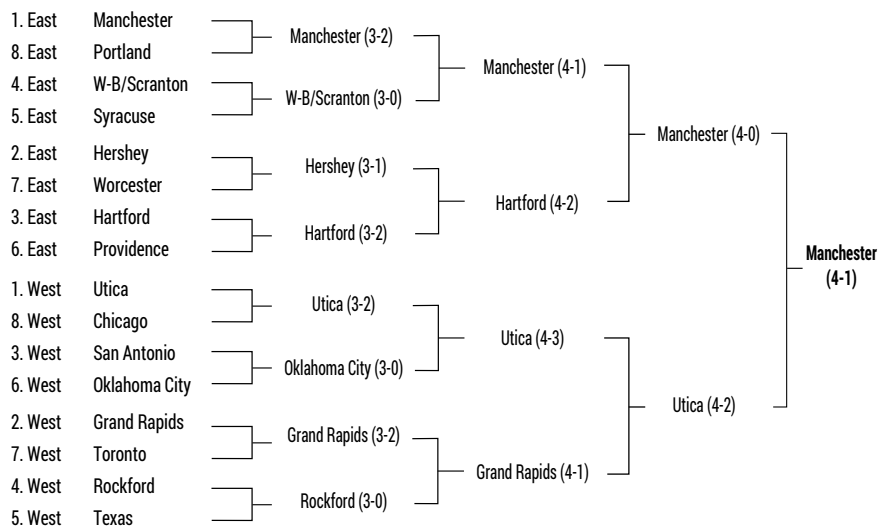 1. East Manchester
8. East Portland
Manchester (3-2)
4. East W-B/Scranton
5. East Syracuse
W-B/Scranton (3-0)
Manchester (4-1)
2. East Hershey
7. East Worcester
Hershey (3-1)
3. East Hartford
6. East Providence
Hartford (3-2)
Hartford (4-2)
Manchester (4-0)
1. West Utica
8. West Chicago
Utica (3-2)
3. West San Antonio
6. West Oklahoma City
Oklahoma City (3-0)
Utica (4-3)
2. West Grand Rapids
7. West Toronto
Grand Rapids (3-2)
4. West Rockford
5. West Texas
Rockford (3-0)
Grand Rapids (4-1)
Utica (4-2)
Manchester
(4-1)